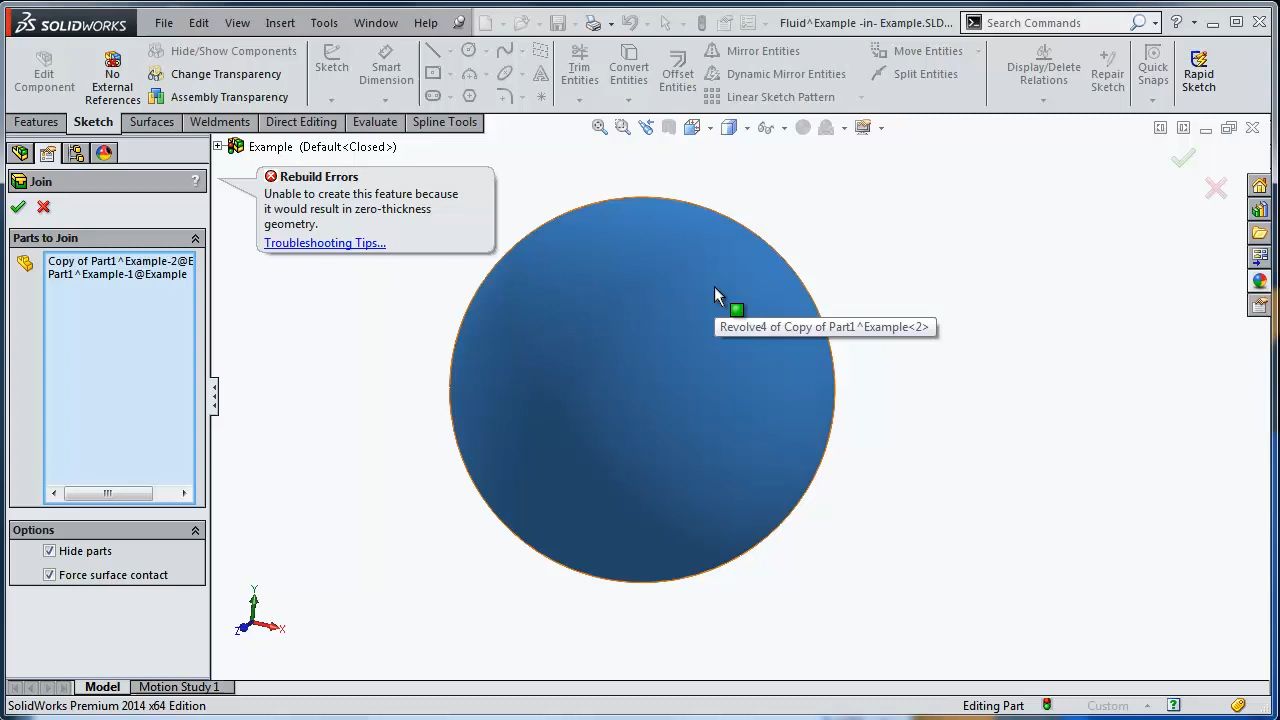 SOLIDWORKS
File Edit View Insert Tools Window Help
Fluid^Example -in- Example.SLD...
Search Commands
Edit Component
No External References
Hide/Show Components
Change Transparency
Assembly Transparency
Sketch
Smart Dimension
Trim Entities
Convert Entities
Offset Entities
Mirror Entities
Dynamic Mirror Entities
Linear Sketch Pattern
Move Entities
Split Entities
Display/Delete Relations
Repair Sketch
Quick Snaps
Rapid Sketch
Features Sketch Surfaces Weldments Direct Editing Evaluate Spline Tools
Example (Default<Closed>)
Join
?
Rebuild Errors
Unable to create this feature because
it would result in zero-thickness
geometry.
Troubleshooting Tips...
Parts to Join
Copy of Part1^Example-2@E
Part1^Example-1@Example
Revolve4 of Copy of Part1^Example<2>
Options
Hide parts
Force surface contact
Y
Z
X
Model Motion Study 1
SolidWorks Premium 2014 x64 Edition
Editing Part
Custom
?